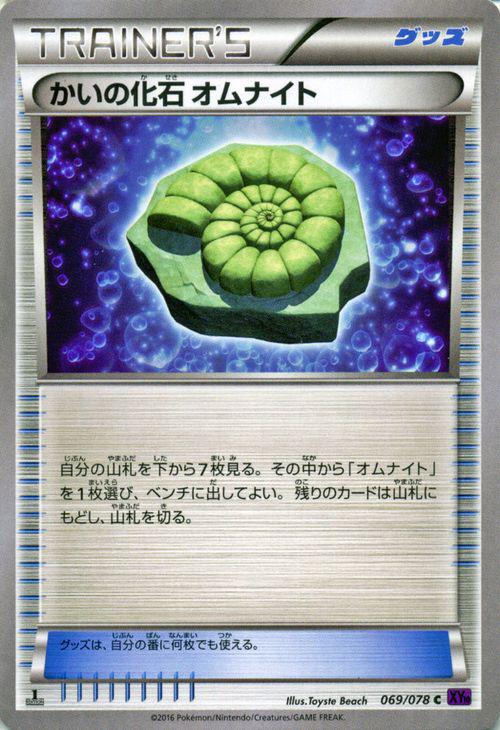 TRAINER'S
グッズ
かいの化石 オムナイト
自分の山札を下から7枚見る。その中から「オムナイト」
を1枚選び、ベンチに出してよい。残りのカードは山札に
もどし、山札を切る。
グッズは、自分の番に何枚でも使える。
1
EDITION
Illus.Toyste Beach
069/078 C
XY10
©2016 Pokémon/Nintendo/Creatures/GAME FREAK.